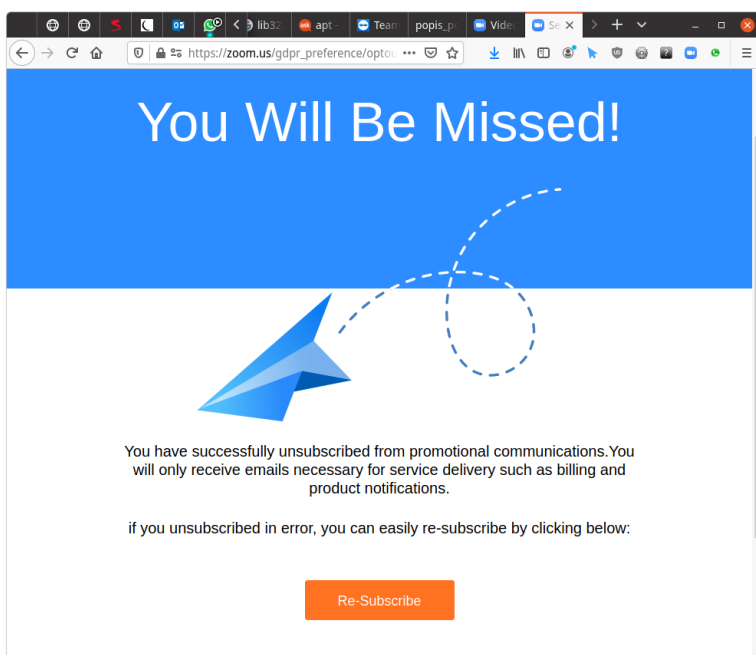 lib32
apt -
Team
popis_po
Video
Se
https://zoom.us/gdpr_preference/optou
You Will Be Missed!
You have successfully unsubscribed from promotional communications.You
will only receive emails necessary for service delivery such as billing and
product notifications.
if you unsubscribed in error, you can easily re-subscribe by clicking below:
Re-Subscribe